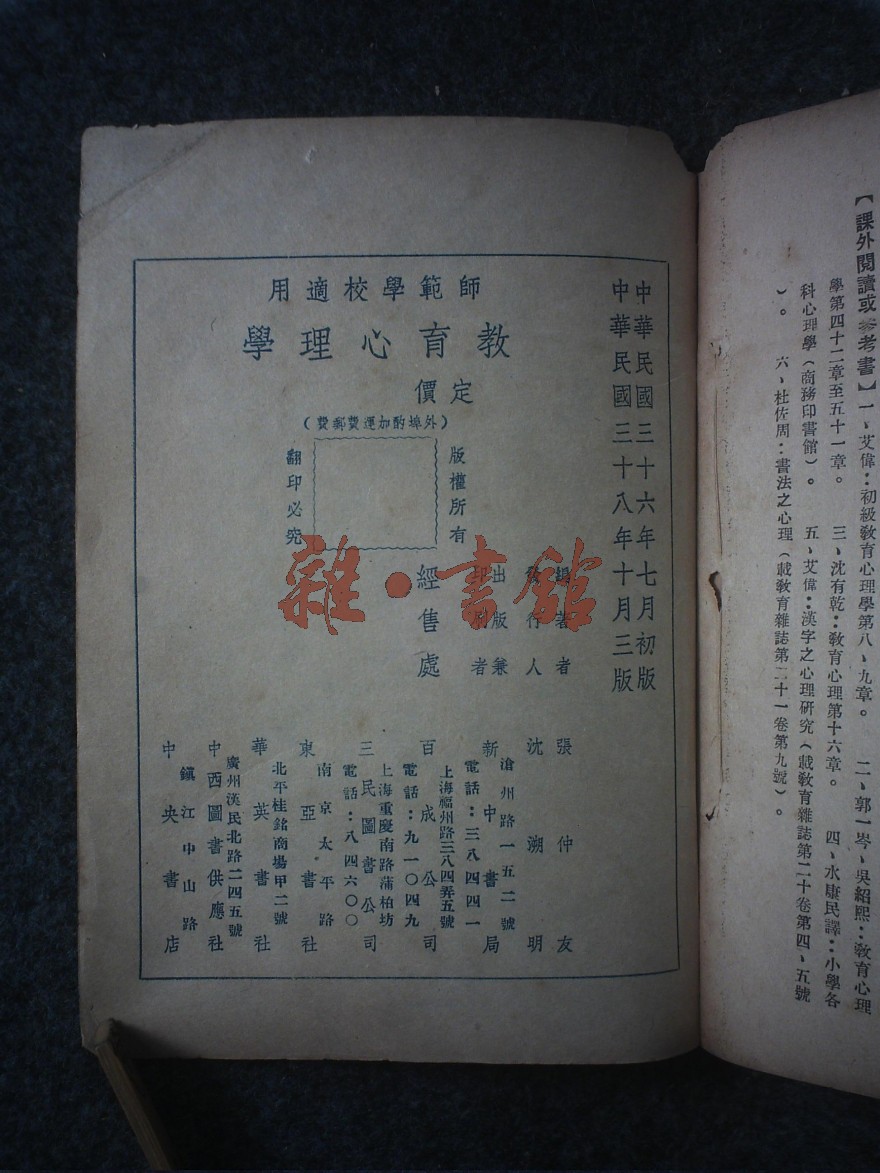 【課外閱讀或參考書】一、艾偉：初級教育心理學第八、九章。　二、郭一岑、吳紹熙：教育心理
學第四十二章至五十一章。　三、沈有乾：教育心理第十六章。　四、水康民譯：小學各
科心理學（商務印書館）。　五、艾偉：漢字之心理研究（載教育雜誌第二十卷第四、五號
）。　六、杜佐周：書法之心理（載教育雜誌第二十一卷第九號）。
中華民國三十六年七月初版
中華民國三十八年十月三版
師範學校適用
教育心理學
定價
（外埠酌加運費郵費）
版權所有
翻印必究
編著者　張仲友
發行人　沈溯明
出版兼
印刷者
新中書局
滄州路一五二號
電話：三八四四一
經售處
百成公司
上海福州路三八四弄五號
電話：九一〇四九
三民圖書公司
上海重慶南路蒲柏坊
電話：八四六〇〇
東亞書社
南京太平路
華英書社
北平桂銘商場甲二號
中西圖書供應社
廣州漢民北路二四五號
中央書店
鎮江中山路
雜·書館